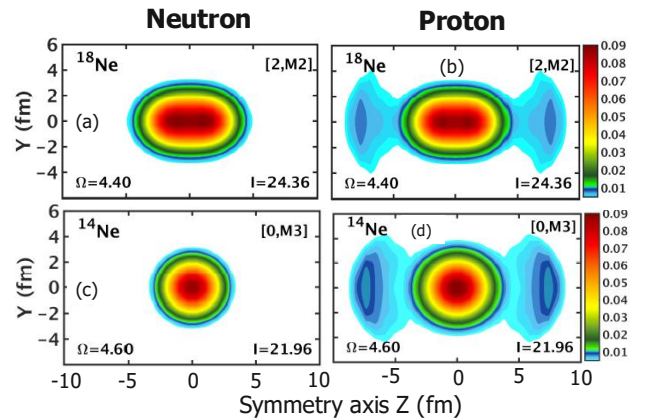 Neutron Proton
6
4
2
0
-2
-4
Y (fm)
¹⁸Ne [2,M2]
(a)
Ω=4.40 I=24.36
¹⁸Ne (b) [2,M2]
Ω=4.40 I=24.36
0.09
0.08
0.07
0.06
0.05
0.04
0.03
0.02
0.01
6
4
2
0
-2
-4
Y (fm)
¹⁴Ne [0,M3]
(c)
Ω=4.60 I=21.96
¹⁴Ne (d) [0,M3]
Ω=4.60 I=21.96
0.09
0.08
0.07
0.06
0.05
0.04
0.03
0.02
0.01
-10 -5 0 5 10 -5 0 5 10
Symmetry axis Z (fm)